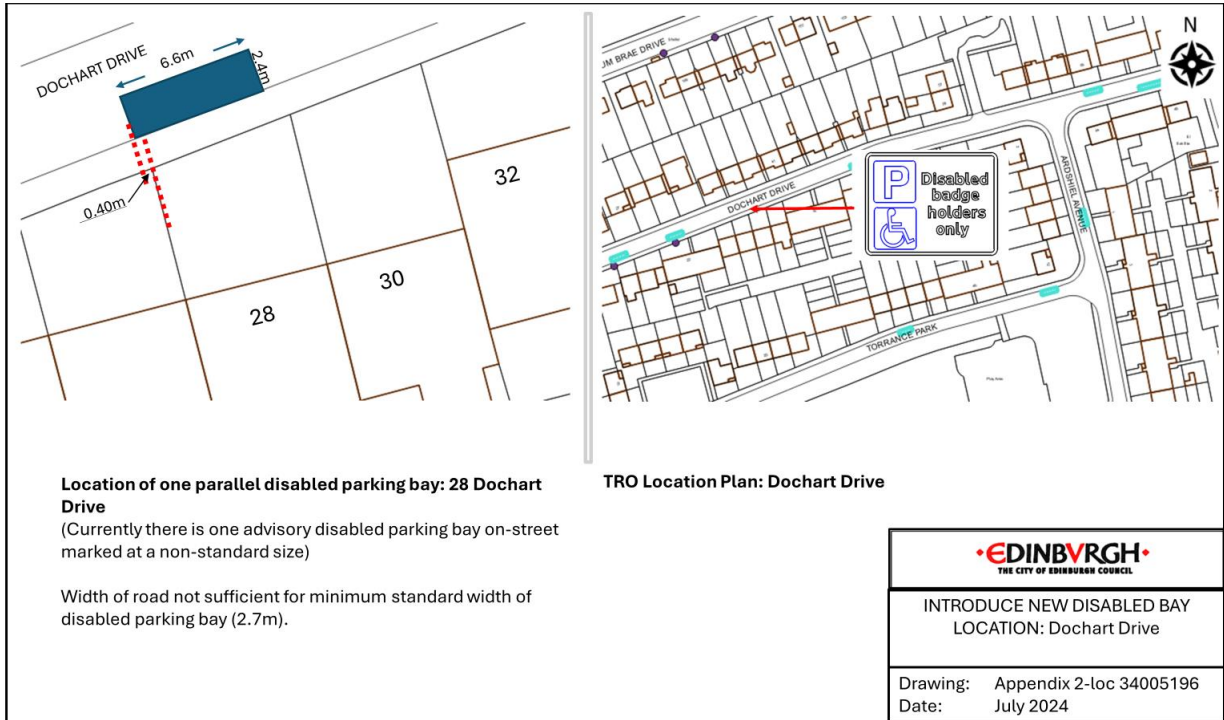 DOCHART DRIVE
6.6m
2.4m
0.40m
28
30
32
UM BRAE DRIVE
DOCHART DRIVE
ARDSHIEL AVENUE
TORRANCE PARK
P
Disabled
badge
holders
only
N
Location of one parallel disabled parking bay: 28 Dochart
Drive
(Currently there is one advisory disabled parking bay on-street
marked at a non-standard size)
Width of road not sufficient for minimum standard width of
disabled parking bay (2.7m).
TRO Location Plan: Dochart Drive
·EDINBVRGH·
THE CITY OF EDINBURGH COUNCIL
INTRODUCE NEW DISABLED BAY
LOCATION: Dochart Drive
Drawing: Appendix 2-loc 34005196
Date: July 2024